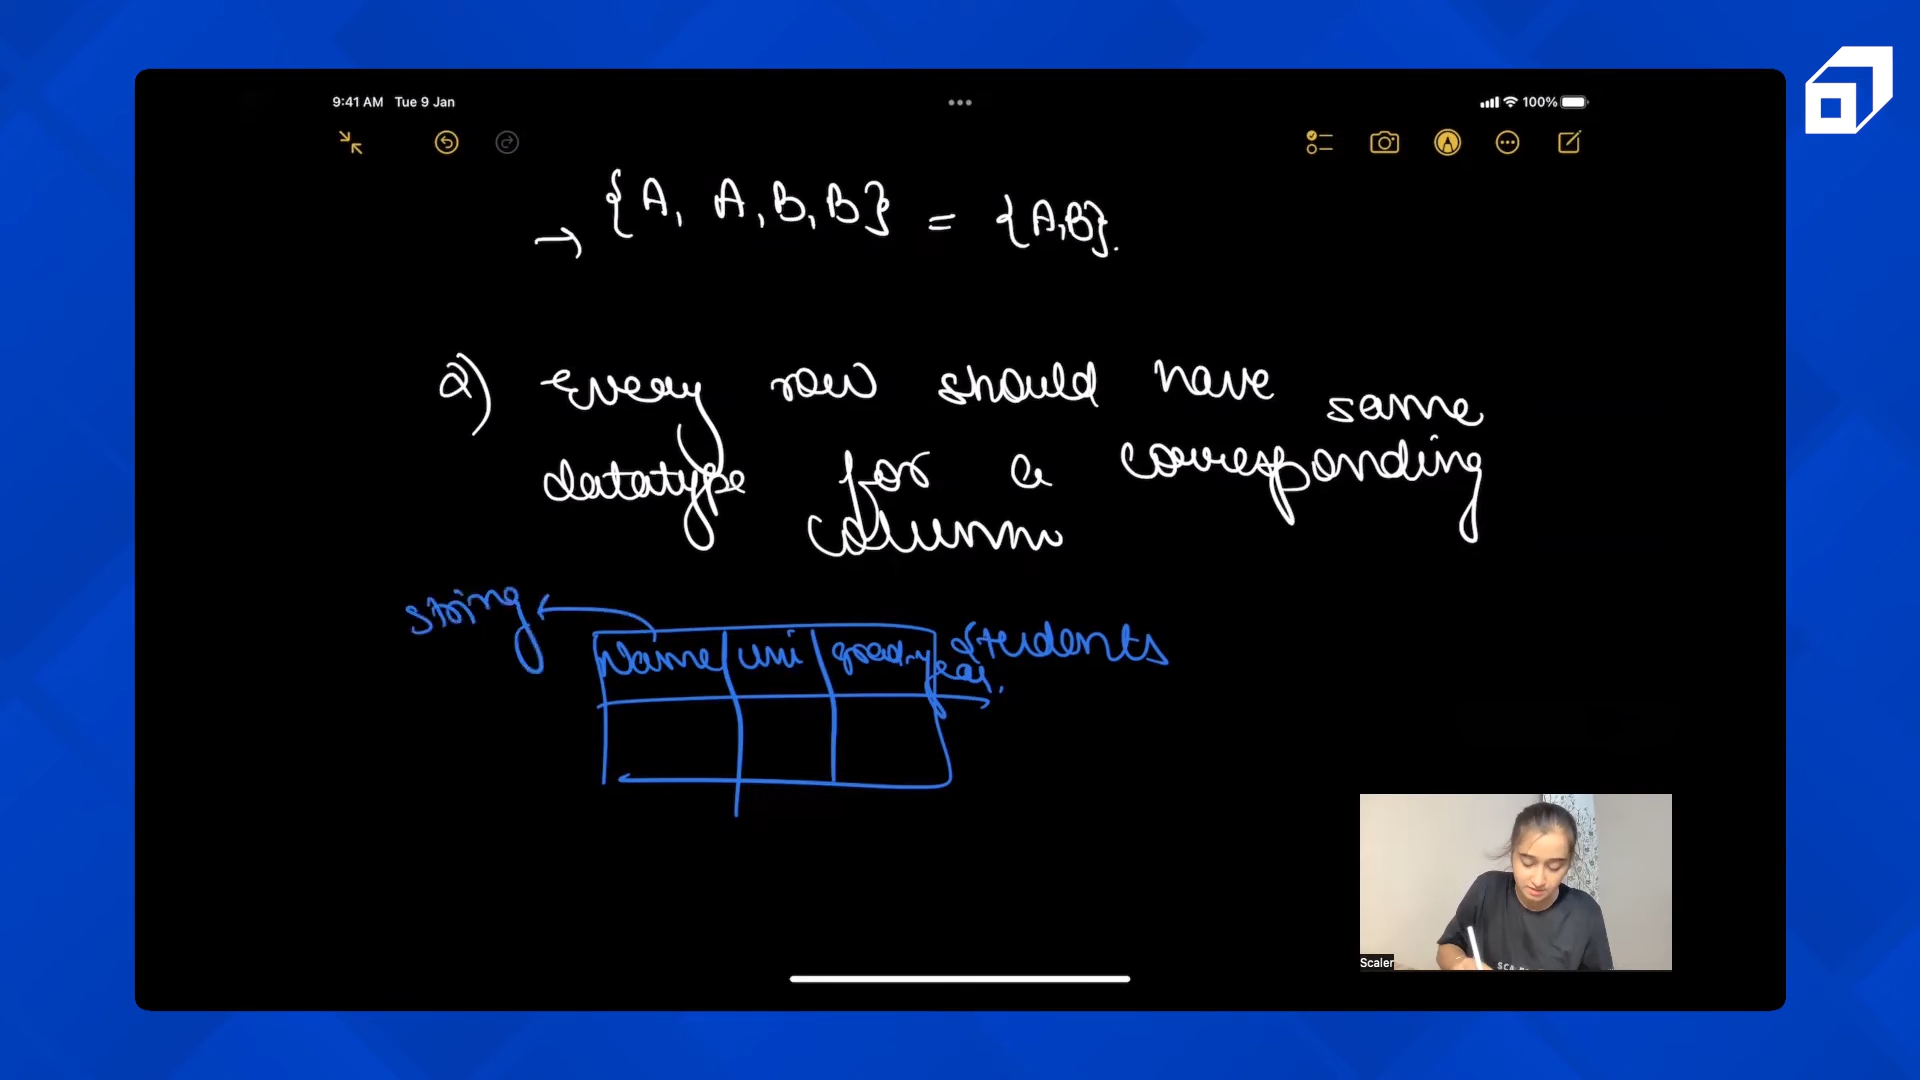 9:41 AM Tue 9 Jan
100%
→ {A, A, B, B} = {A,B}.
2) Every row should have same
datatype for a corresponding
column
string
Name uni grad-year. students
Scaler